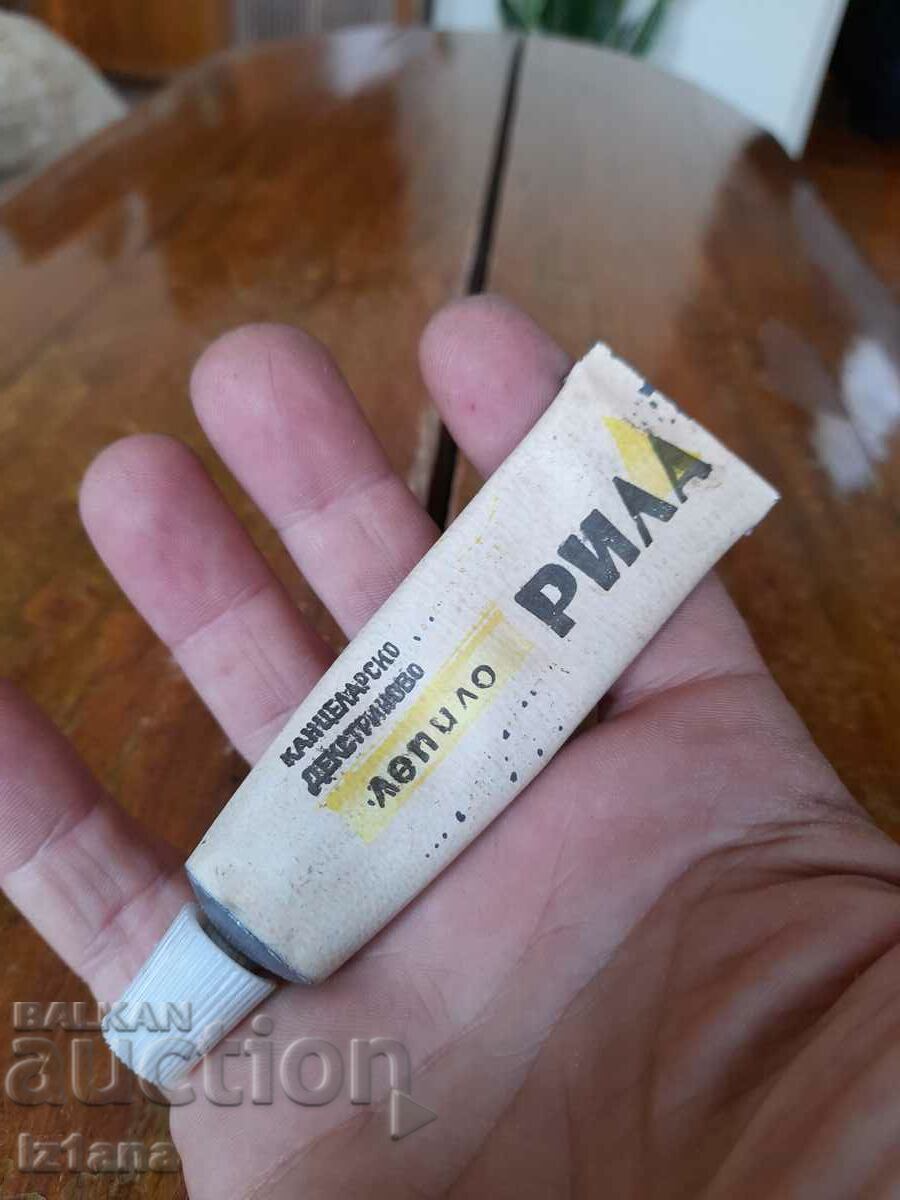 РИЛА
КАНЦЕЛАРСКО
ДЕКСТРИНОВО
лепило
BALKAN
auction
Iz1ana